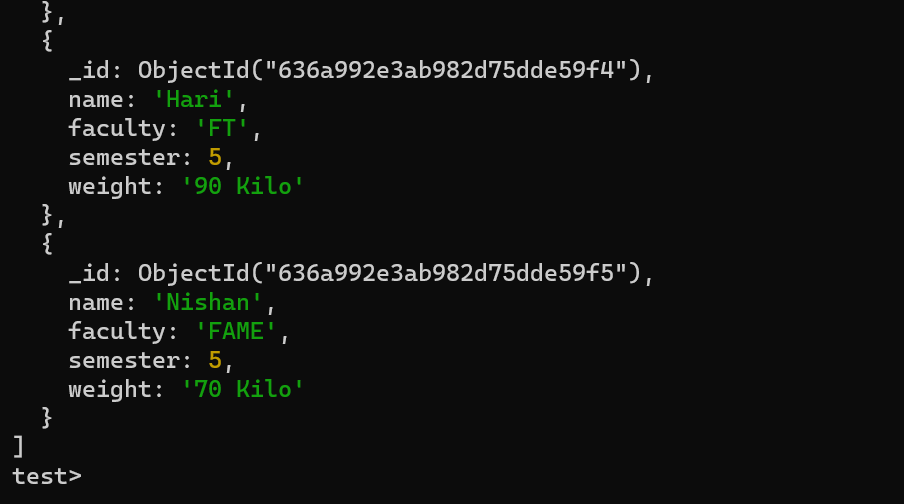 },
{
_id: ObjectId("636a992e3ab982d75dde59f4"),
name: 'Hari',
faculty: 'FT',
semester: 5,
weight: '90 Kilo'
},
{
_id: ObjectId("636a992e3ab982d75dde59f5"),
name: 'Nishan',
faculty: 'FAME',
semester: 5,
weight: '70 Kilo'
}
]
test>